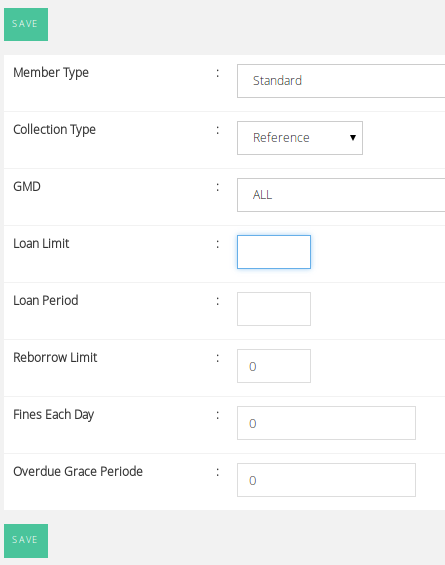 SAVE
Member Type : Standard
Collection Type : Reference
GMD : ALL
Loan Limit :
Loan Period :
Reborrow Limit : 0
Fines Each Day : 0
Overdue Grace Periode : 0
SAVE